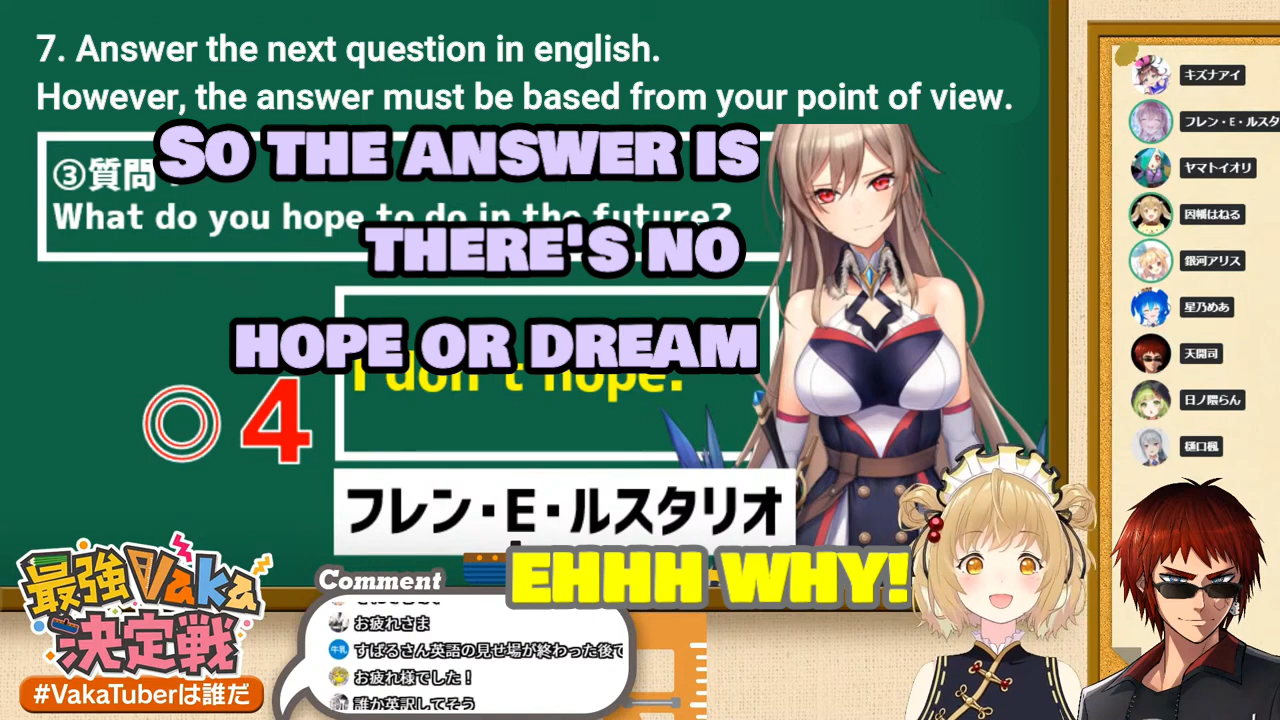 7. Answer the next question in english.
However, the answer must be based from your point of view.
③質問
What do you hope to do in the future?
SO THE ANSWER IS
THERE'S NO
HOPE OR DREAM
I don't hope.
◎ 4
フレン・E・ルスタリオ
EHHH WHY!
最強Vaka
決定戦
#VakaTuberは誰だ
Comment
お疲れさま
牛乳
すばるさん英語の見せ場が終わった後で
お疲れ様でした！
誰か英訳してそう
キズナアイ
フレン・E・ルスタ
ヤマトイオリ
因幡はねる
銀河アリス
星乃めあ
天開司
日ノ隈らん
樋口楓